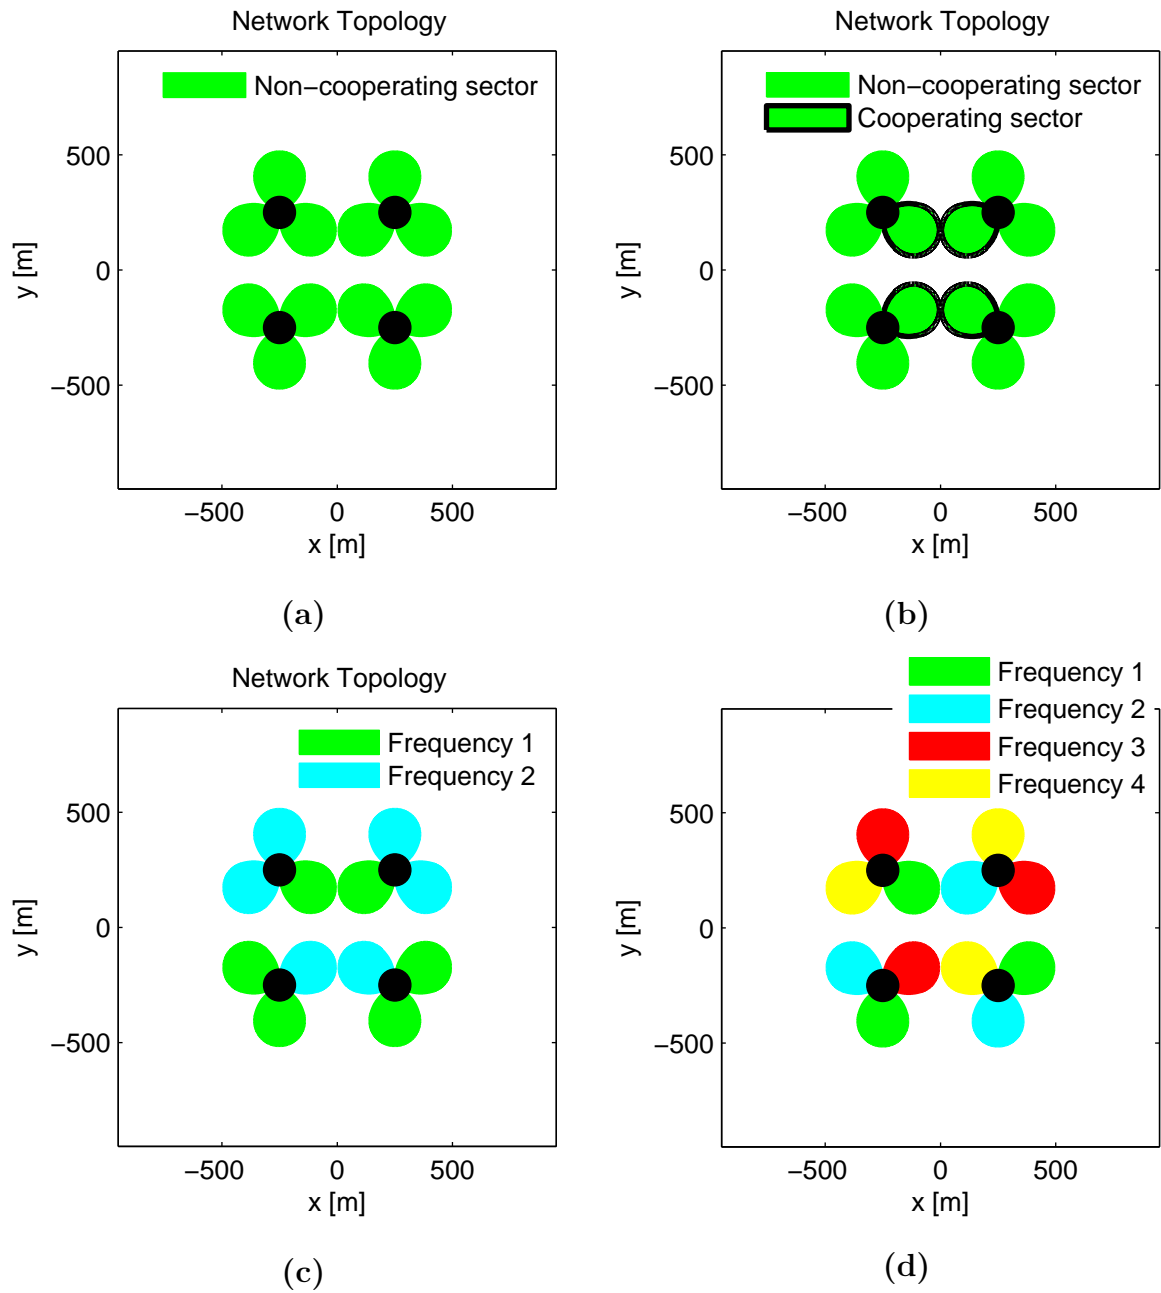 Network Topology
Non−cooperating sector
500
0
−500
y [m]
−500 0 500
x [m]
(a)
Network Topology
Non−cooperating sector
Cooperating sector
500
0
−500
y [m]
−500 0 500
x [m]
(b)
Network Topology
Frequency 1
Frequency 2
500
0
−500
y [m]
−500 0 500
x [m]
(c)
Frequency 1
Frequency 2
Frequency 3
Frequency 4
500
0
−500
y [m]
−500 0 500
x [m]
(d)